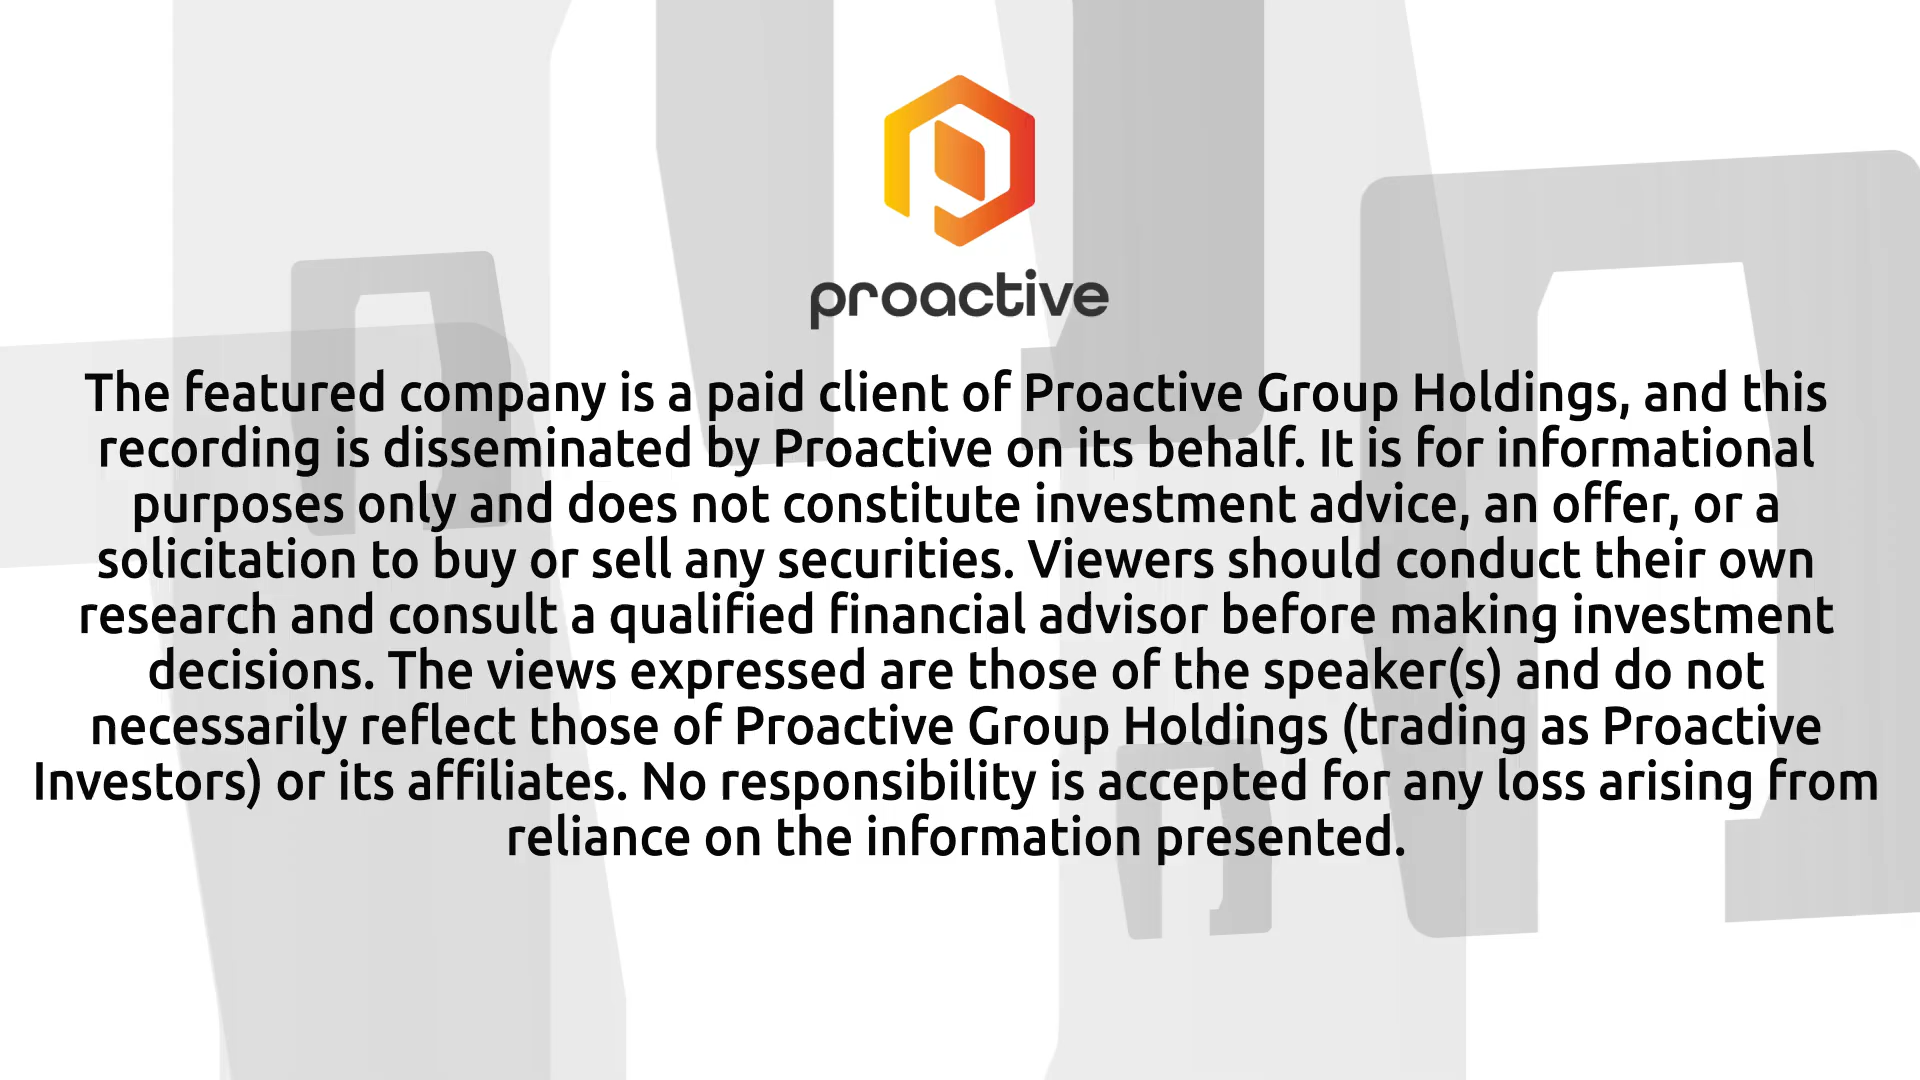 proactive
The featured company is a paid client of Proactive Group Holdings, and this
recording is disseminated by Proactive on its behalf. It is for informational
purposes only and does not constitute investment advice, an offer, or a
solicitation to buy or sell any securities. Viewers should conduct their own
research and consult a qualified financial advisor before making investment
decisions. The views expressed are those of the speaker(s) and do not
necessarily reflect those of Proactive Group Holdings (trading as Proactive
Investors) or its affiliates. No responsibility is accepted for any loss arising from
reliance on the information presented.